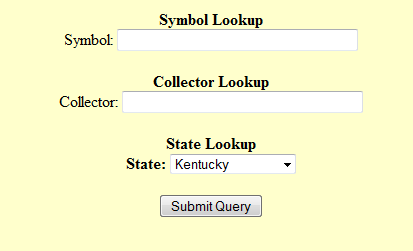 Symbol Lookup
Symbol:
Collector Lookup
Collector:
State Lookup
State: Kentucky
Submit Query